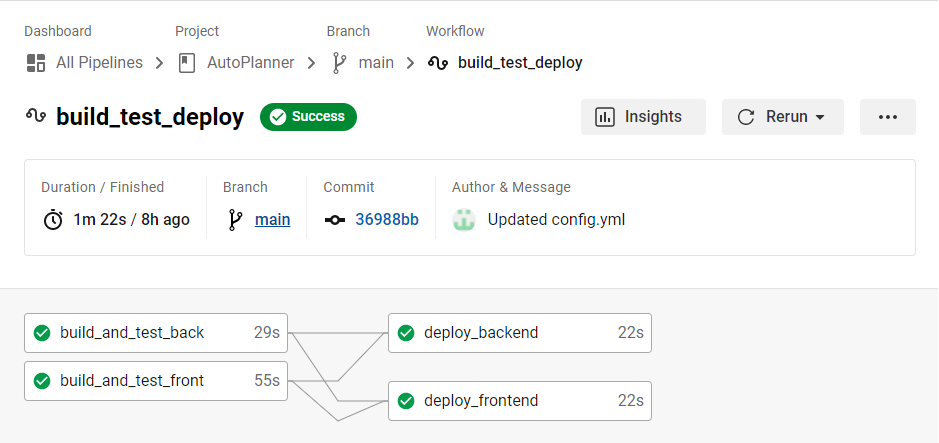 Dashboard Project Branch Workflow
All Pipelines AutoPlanner main build_test_deploy
build_test_deploy Success Insights Rerun
Duration / Finished Branch Commit Author & Message
1m 22s / 8h ago main 36988bb Updated config.yml
build_and_test_back 29s deploy_backend 22s
build_and_test_front 55s
deploy_frontend 22s